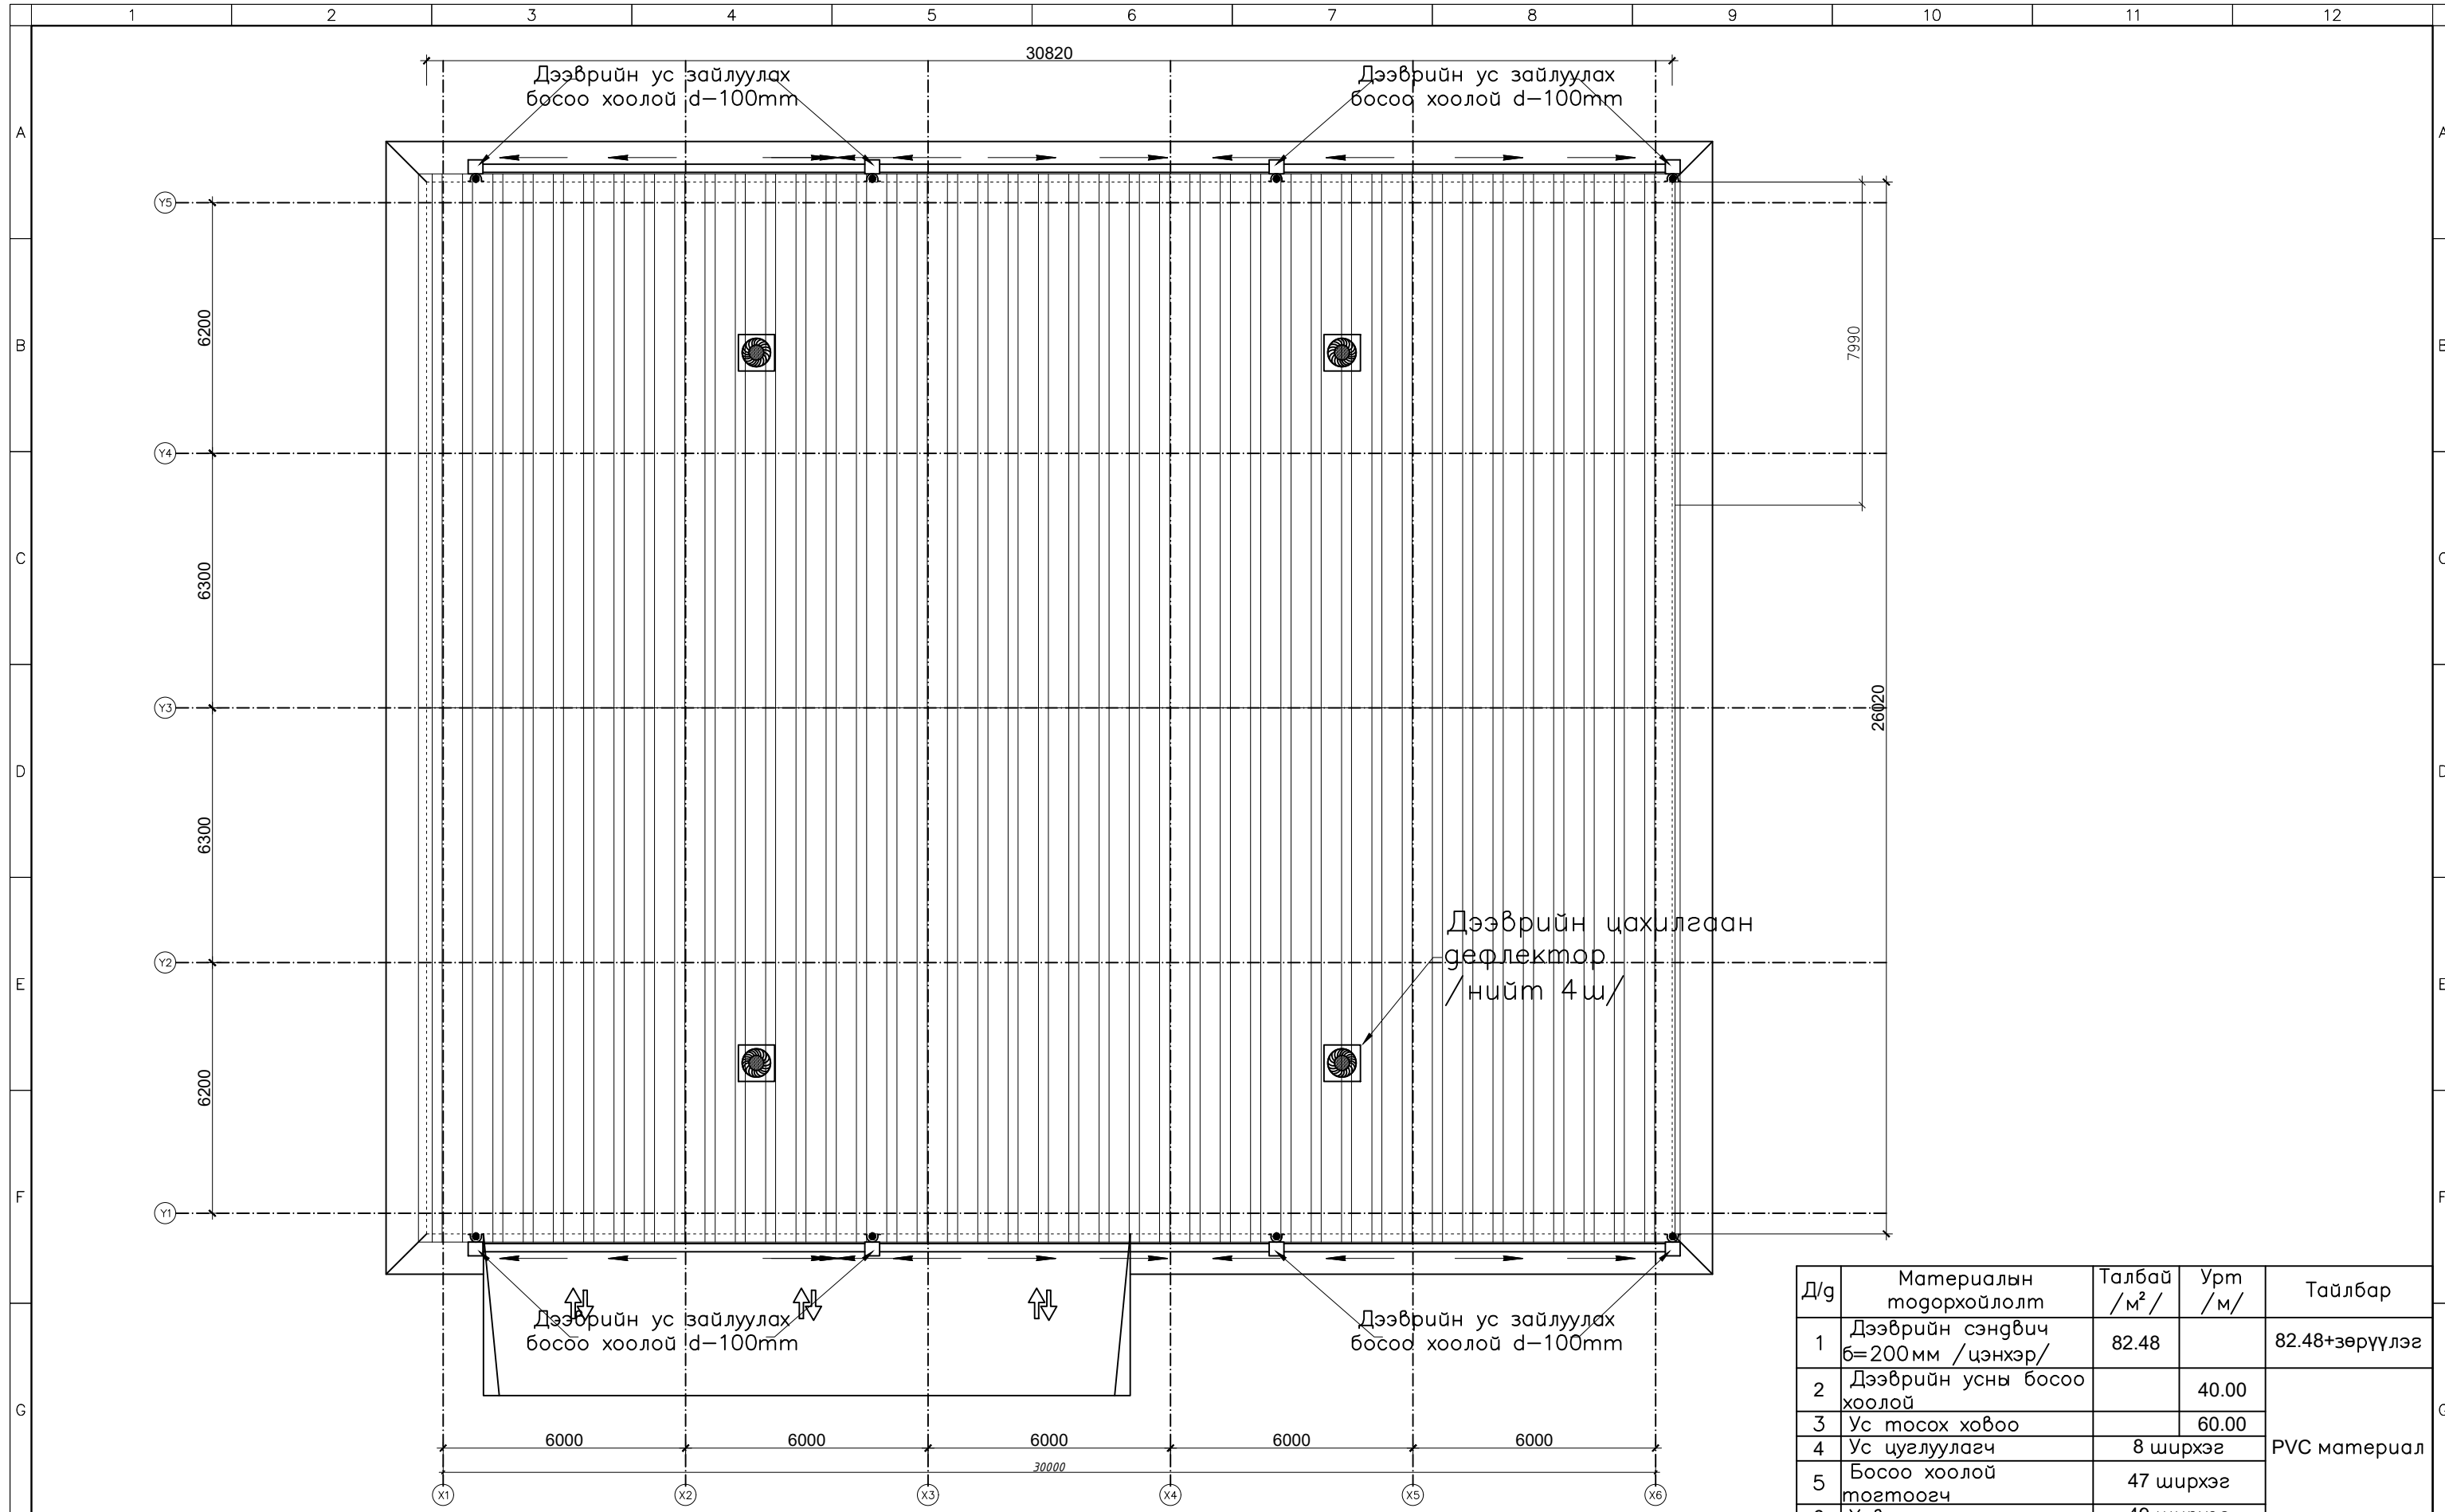 1 2 3 4 5 6 7 8 9 10 11 12
30820
Дээврийн ус зайлуулах
босоо хоолой d-100mm
Дээврийн ус зайлуулах
босоо хоолой d-100mm
A
A
Y5
6200
7990
B
Y4
C
6300
Y3
26020
D
6300
Дээврийн цахилгаан
дефлектор
/нийт 4ш/
Y2
E
6200
F
Y1
Дээврийн ус зайлуулах
босоо хоолой d-100mm
Дээврийн ус зайлуулах
босоо хоолой d-100mm
G
6000 6000 6000 6000 6000
30000
X1 X2 X3 X4 X5 X6
Д/д Материалын тодорхойлолт Талбай /м²/ Урт /м/ Тайлбар
1 Дээврийн сэндвич б=200мм /цэнхэр/ 82.48 82.48+зөрүүлэг
2 Дээврийн усны босоо хоолой 40.00
3 Ус тосох ховоо 60.00
4 Ус цуглуулагч 8 ширхэг PVC материал
5 Босоо хоолой тогтоогч 47 ширхэг